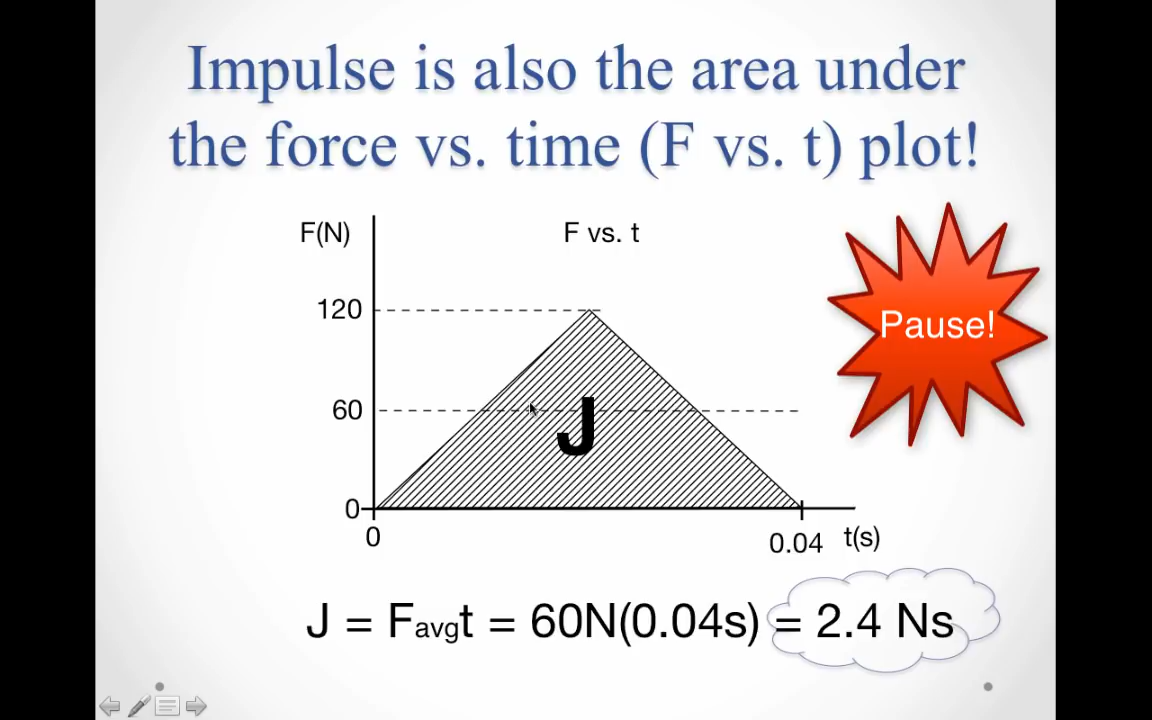 Impulse is also the area under
the force vs. time (F vs. t) plot!
F(N)
F vs. t
120
Pause!
60
J
0
0
0.04
t(s)
J = Favgt = 60N(0.04s) = 2.4 Ns